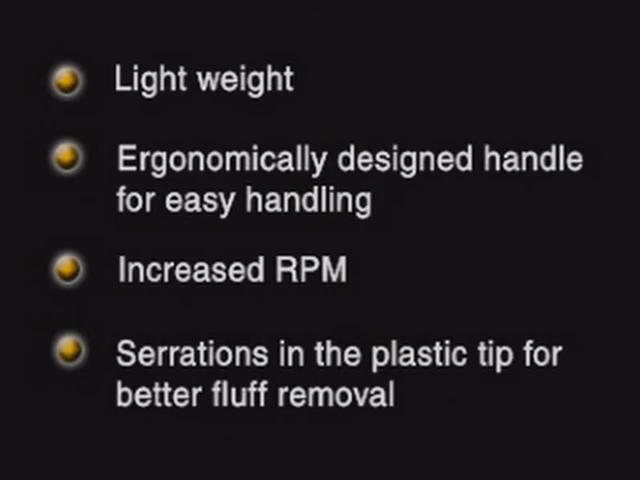 Light weight
Ergonomically designed handle
for easy handling
Increased RPM
Serrations in the plastic tip for
better fluff removal